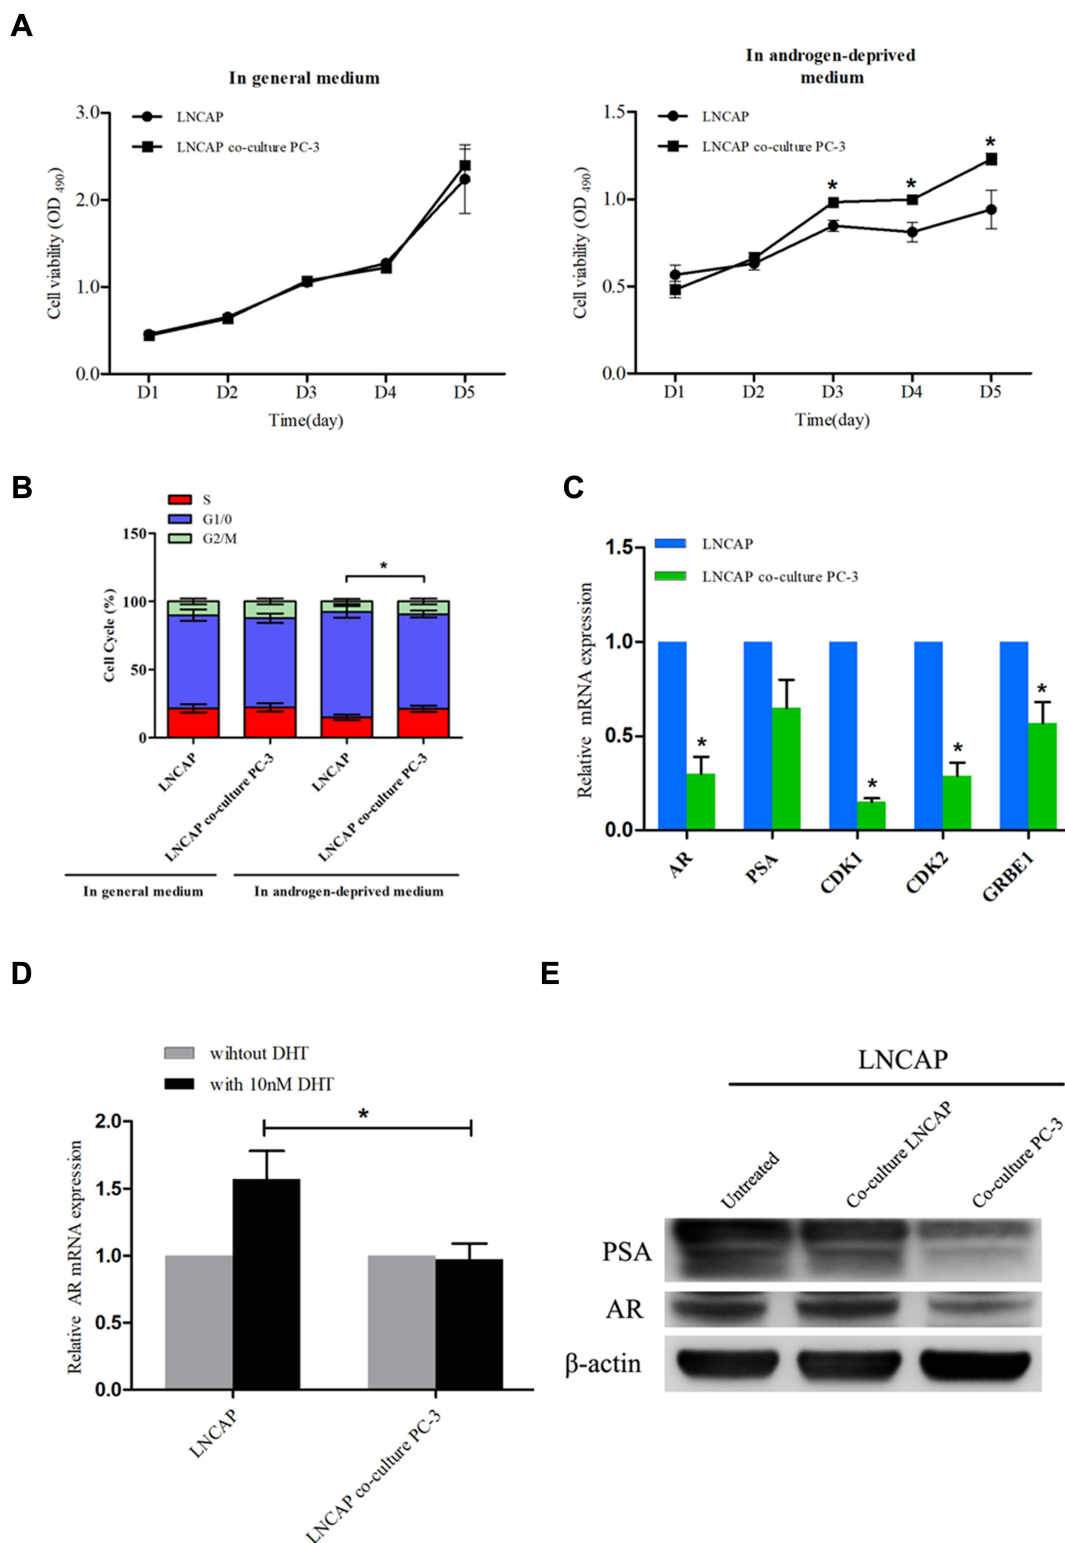 A
In general medium
3.0
2.0
1.0
0.0
Cell viability (OD 490)
LNCAP
LNCAP co-culture PC-3
D1 D2 D3 D4 D5
Time(day)
In androgen-deprived
medium
1.5
1.0
0.5
0.0
Cell viability (OD 490)
LNCAP
LNCAP co-culture PC-3
* * *
D1 D2 D3 D4 D5
Time(day)
B
S
G1/0
G2/M
150
100
50
0
Cell Cycle (%)
*
LNCAP
LNCAP co-culture PC-3
LNCAP
LNCAP co-culture PC-3
In general medium
In androgen-deprived medium
C
LNCAP
LNCAP co-culture PC-3
1.5
1.0
0.5
0.0
Relative mRNA expression
* * * *
AR
PSA
CDK1
CDK2
GRBE1
D
wihtout DHT
with 10nM DHT
2.0
1.5
1.0
0.5
0.0
Relative AR mRNA expression
*
LNCAP
LNCAP co-culture PC-3
E
LNCAP
Untreated
Co-culture LNCAP
Co-culture PC-3
PSA
AR
β-actin